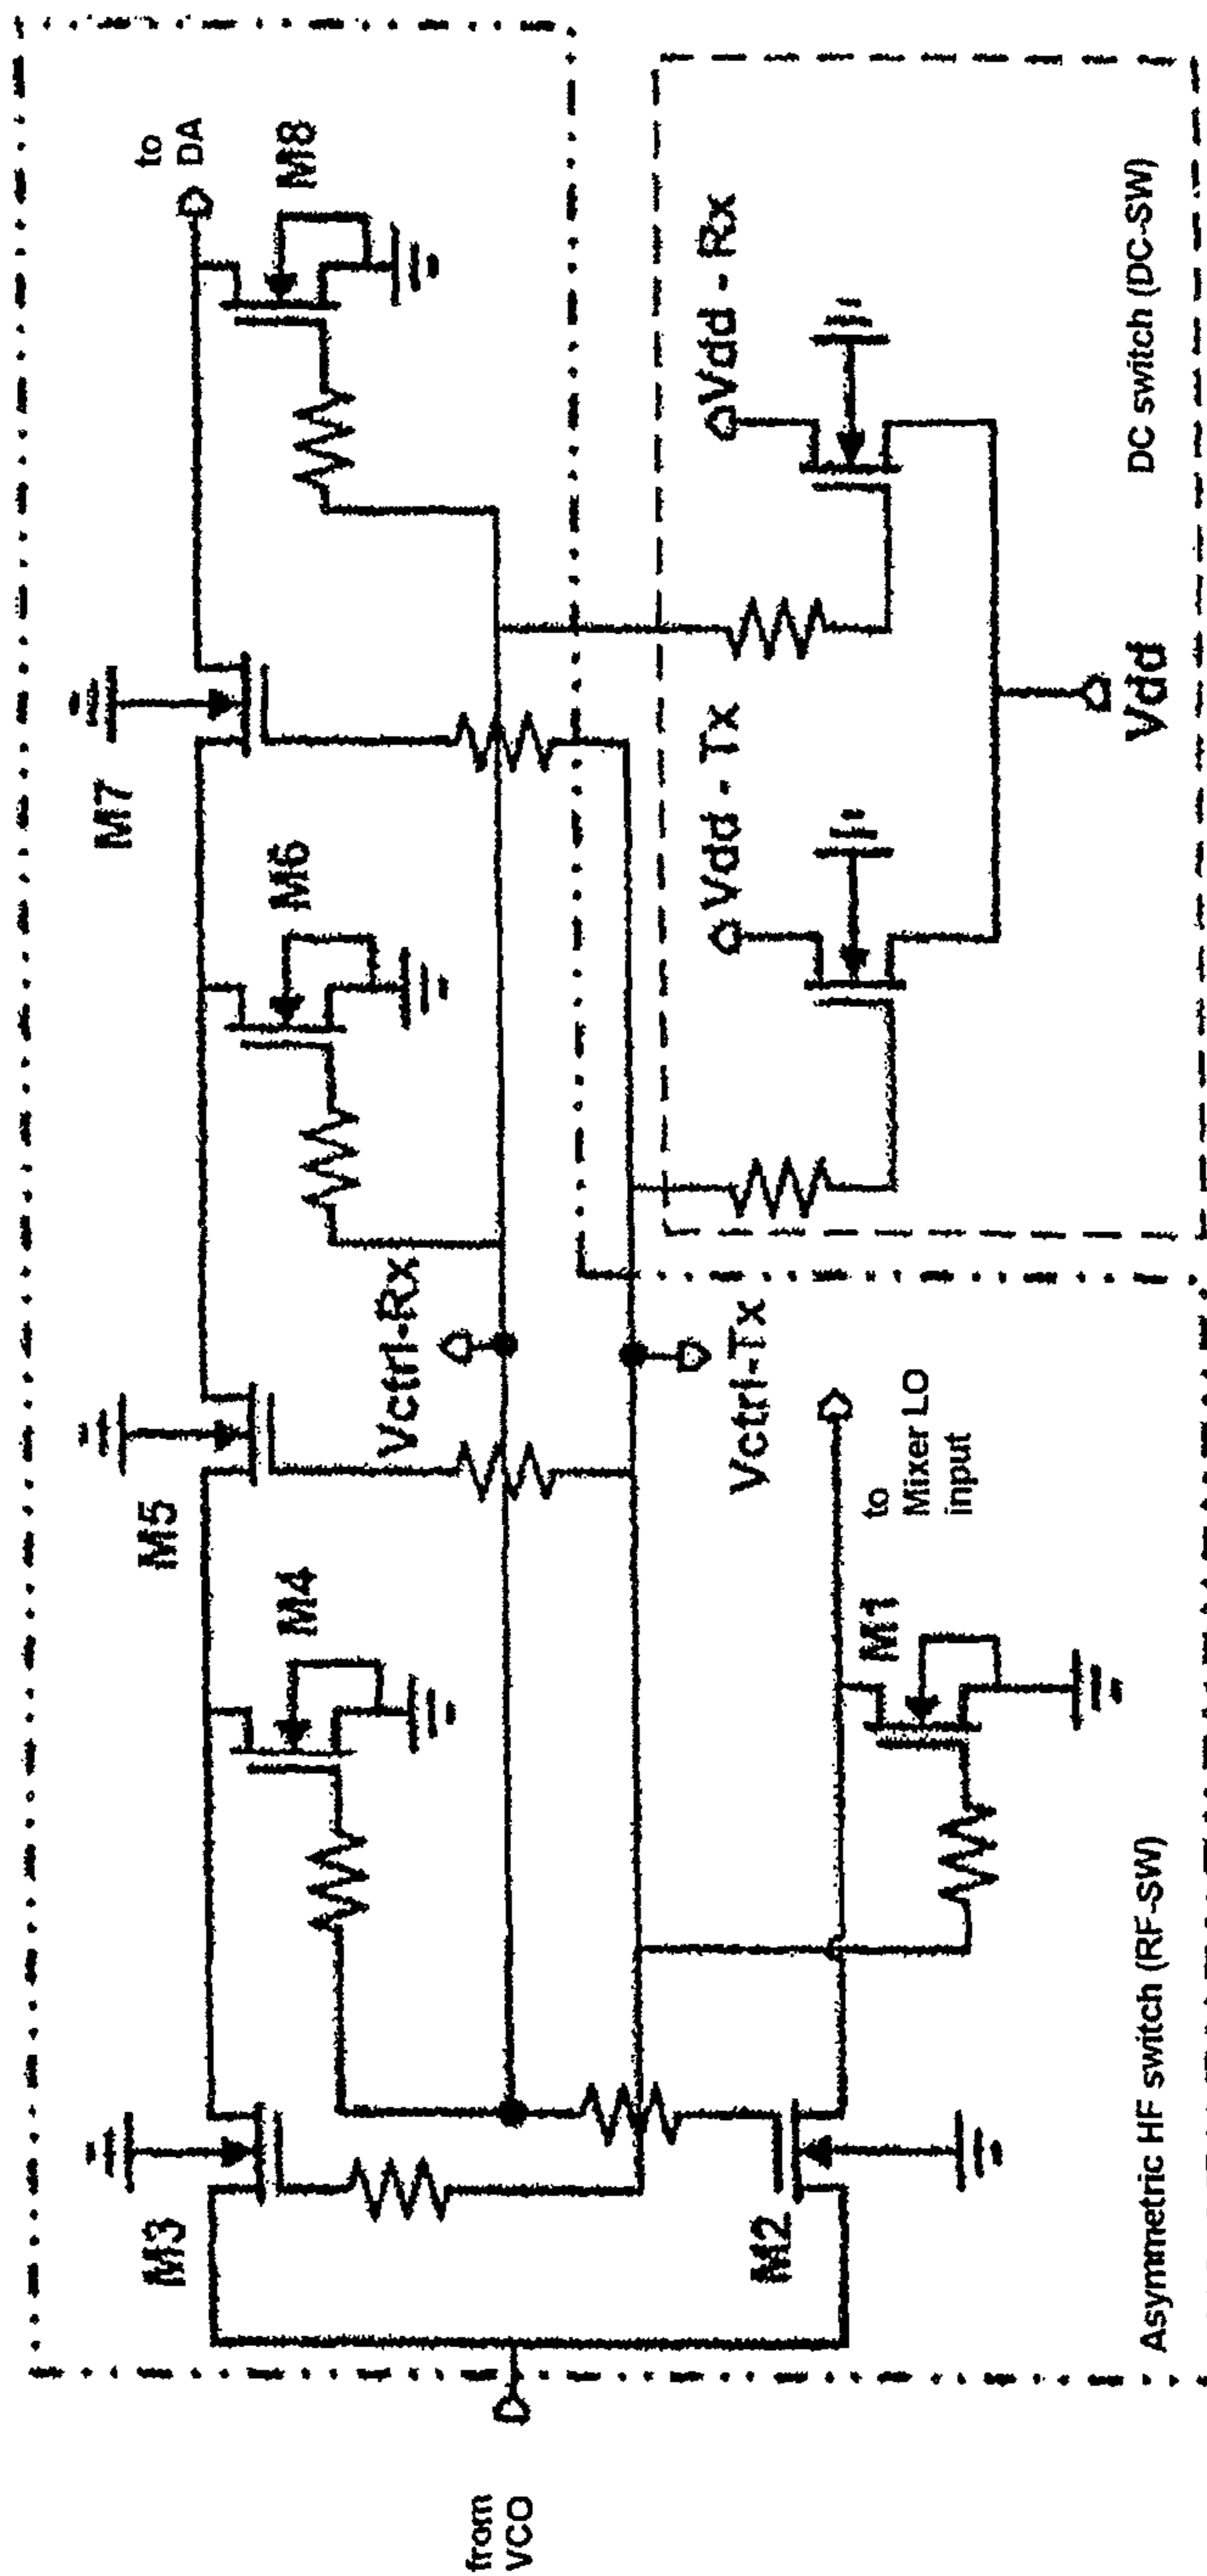 from
VCO
M3
M5
M7
to
DA
M4
M6
M8
Vctrl-Rx
Vctrl-Tx
Vdd - Tx
Vdd - Rx
M2
to
Mixer LO
input
M1
Vdd
Asymmetric HF switch (RF-SW)
DC switch (DC-SW)